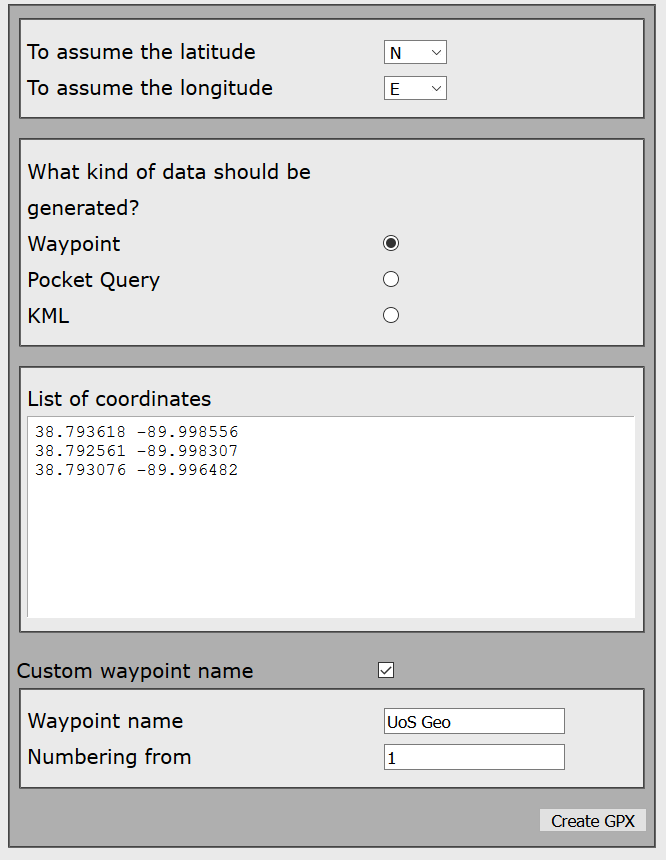 To assume the latitude N
To assume the longitude E
What kind of data should be
generated?
Waypoint
Pocket Query
KML
List of coordinates
38.793618 -89.998556
38.792561 -89.998307
38.793076 -89.996482
Custom waypoint name
Waypoint name UoS Geo
Numbering from 1
Create GPX